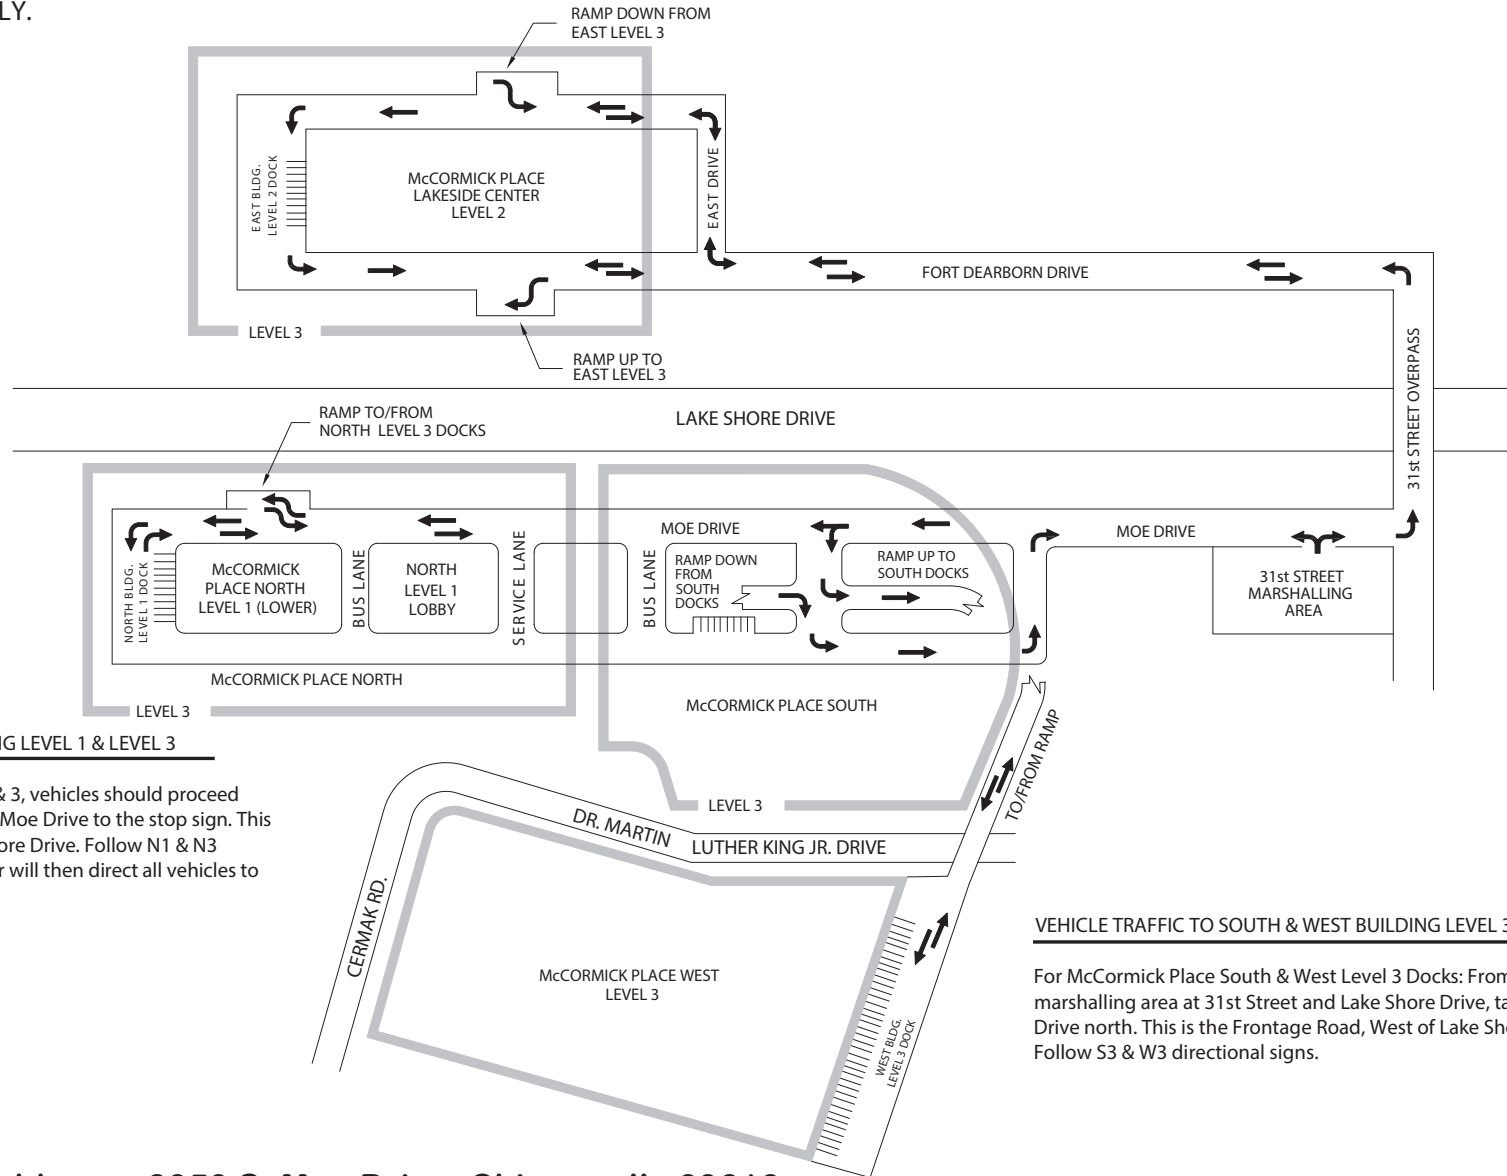 LY.
RAMP DOWN FROM
EAST LEVEL 3
EAST BLDG.
LEVEL 2 DOCK
McCORMICK PLACE
LAKESIDE CENTER
LEVEL 2
EAST DRIVE
FORT DEARBORN DRIVE
LEVEL 3
RAMP UP TO
EAST LEVEL 3
31st STREET OVERPASS
LAKE SHORE DRIVE
RAMP TO/FROM
NORTH LEVEL 3 DOCKS
MOE DRIVE
MOE DRIVE
NORTH BLDG.
LEVEL 1 DOCK
McCORMICK
PLACE NORTH
LEVEL 1 (LOWER)
BUS LANE
NORTH
LEVEL 1
LOBBY
SERVICE LANE
BUS LANE
RAMP DOWN
FROM
SOUTH
DOCKS
RAMP UP TO
SOUTH DOCKS
31st STREET
MARSHALLING
AREA
McCORMICK PLACE NORTH
LEVEL 3
McCORMICK PLACE SOUTH
LEVEL 3
TO/FROM RAMP
G LEVEL 1 & LEVEL 3
& 3, vehicles should proceed
Moe Drive to the stop sign. This
ore Drive. Follow N1 & N3
r will then direct all vehicles to
DR. MARTIN
LUTHER KING JR. DRIVE
CERMAK RD.
McCORMICK PLACE WEST
LEVEL 3
WEST BLDG.
LEVEL 3 DOCK
VEHICLE TRAFFIC TO SOUTH & WEST BUILDING LEVEL 3
For McCormick Place South & West Level 3 Docks: From
marshalling area at 31st Street and Lake Shore Drive, ta
Drive north. This is the Frontage Road, West of Lake Sho
Follow S3 & W3 directional signs.